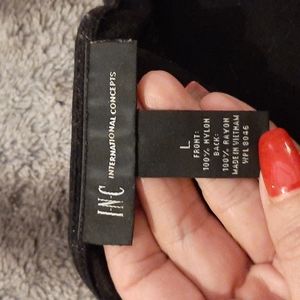 INC
INTERNATIONAL CONCEPTS
L
FRONT:
100% NYLON
BACK:
100% RAYON
MADE IN VIETNAM